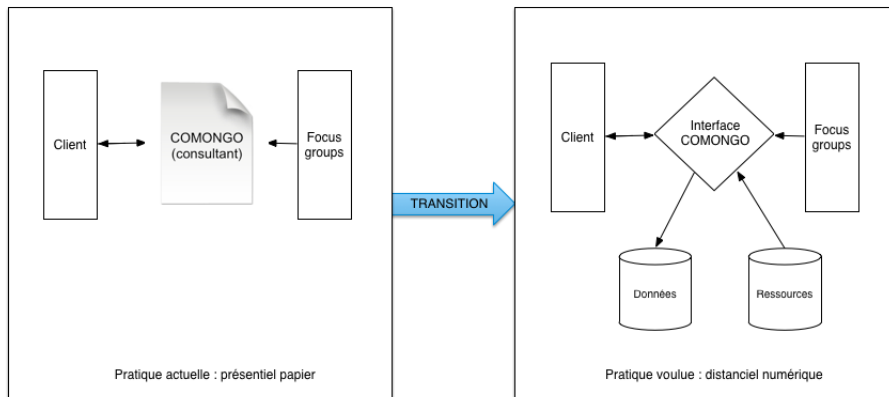 Client
COMONGO
(consultant)
Focus
groups
Pratique actuelle : présentiel papier
TRANSITION
Client
Interface
COMONGO
Focus
groups
Données
Ressources
Pratique voulue : distanciel numérique